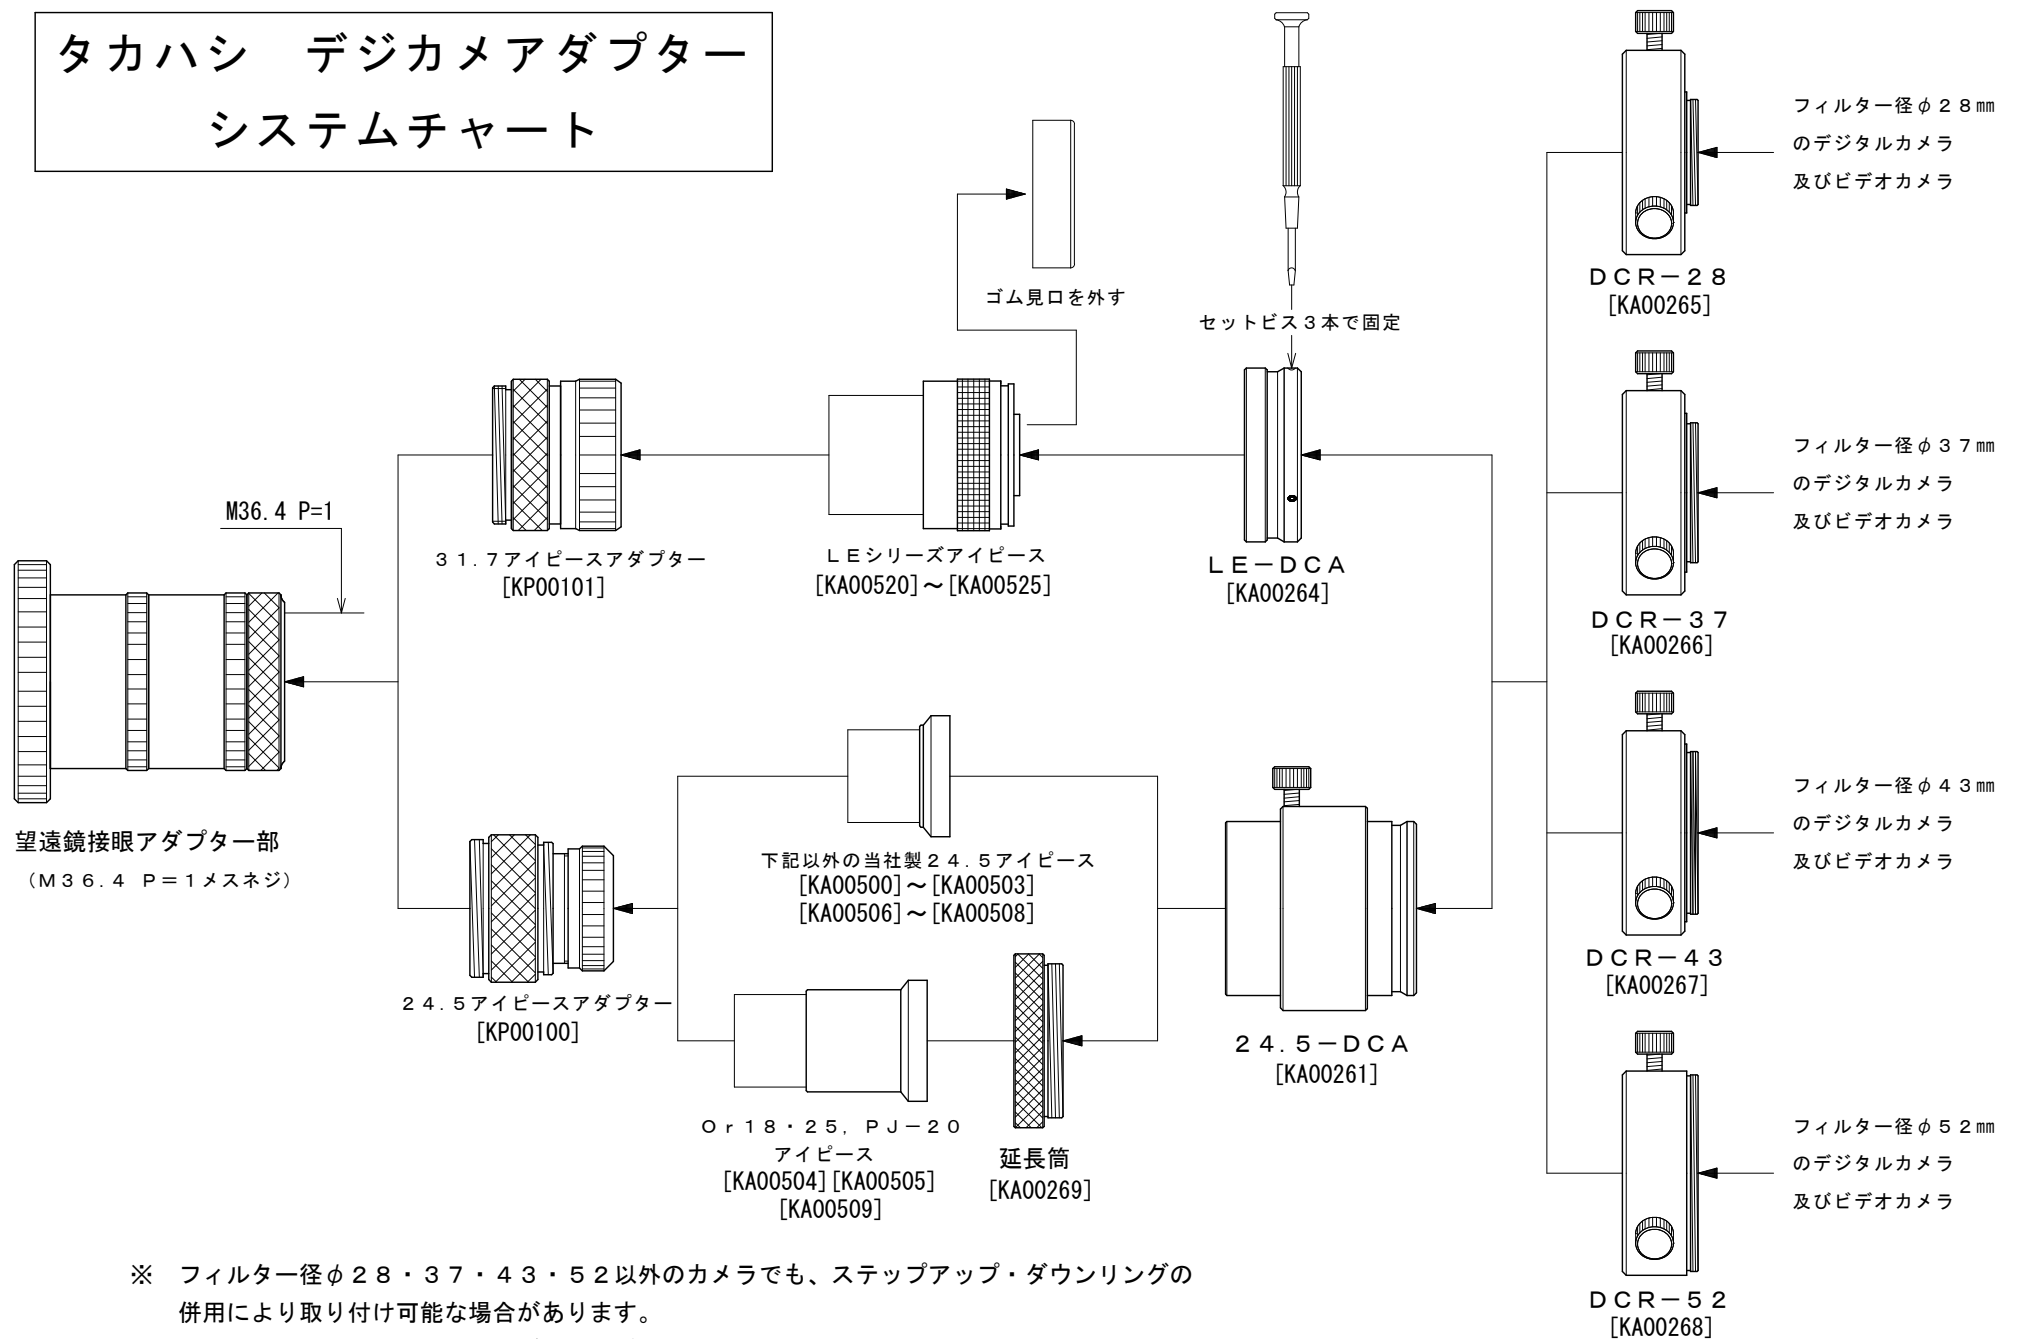 タカハシ　デジカメアダプター
システムチャート
フィルター径φ２８㎜
のデジタルカメラ
及びビデオカメラ
ＤＣＲ－２８
[KA00265]
ゴム見口を外す
セットビス３本で固定
フィルター径φ３７㎜
のデジタルカメラ
及びビデオカメラ
ＤＣＲ－３７
[KA00266]
M36.4 P=1
３１.７アイピースアダプター
[KP00101]
ＬＥシリーズアイピース
[KA00520]～[KA00525]
ＬＥ－ＤＣＡ
[KA00264]
望遠鏡接眼アダプター部
（Ｍ３６.４ Ｐ＝１メスネジ）
下記以外の当社製２４.５アイピース
[KA00500]～[KA00503]
[KA00506]～[KA00508]
フィルター径φ４３㎜
のデジタルカメラ
及びビデオカメラ
ＤＣＲ－４３
[KA00267]
２４.５アイピースアダプター
[KP00100]
２４.５－ＤＣＡ
[KA00261]
Ｏｒ１８・２５, ＰＪ－２０
アイピース
[KA00504][KA00505]
[KA00509]
延長筒
[KA00269]
フィルター径φ５２㎜
のデジタルカメラ
及びビデオカメラ
ＤＣＲ－５２
[KA00268]
※　フィルター径φ２８・３７・４３・５２以外のカメラでも、ステップアップ・ダウンリングの
併用により取り付け可能な場合があります。